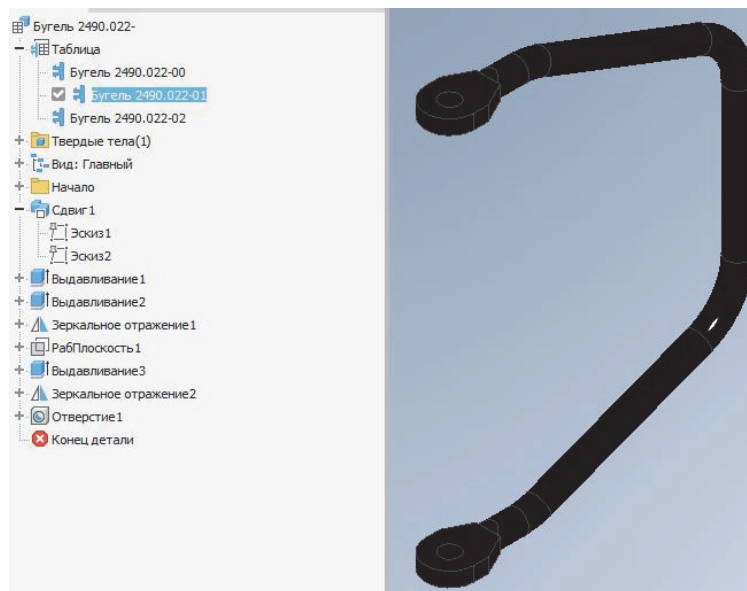 Бугель 2490.022-
Таблица
Бугель 2490.022-00
Бугель 2490.022-01
Бугель 2490.022-02
Твердые тела(1)
Вид: Главный
Начало
Сдвиг1
Эскиз1
Эскиз2
Выдавливание1
Выдавливание2
Зеркальное отражение1
РабПлоскость1
Выдавливание3
Зеркальное отражение2
Отверстие1
Конец детали